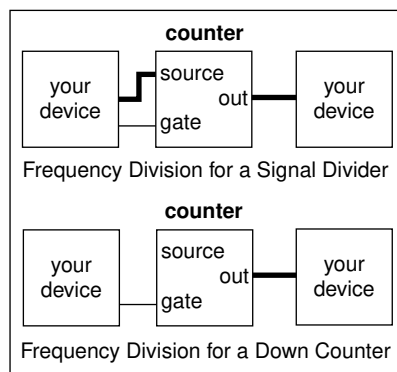 counter
your
device
source
out
gate
your
device
Frequency Division for a Signal Divider
counter
your
device
source
out
gate
your
device
Frequency Division for a Down Counter